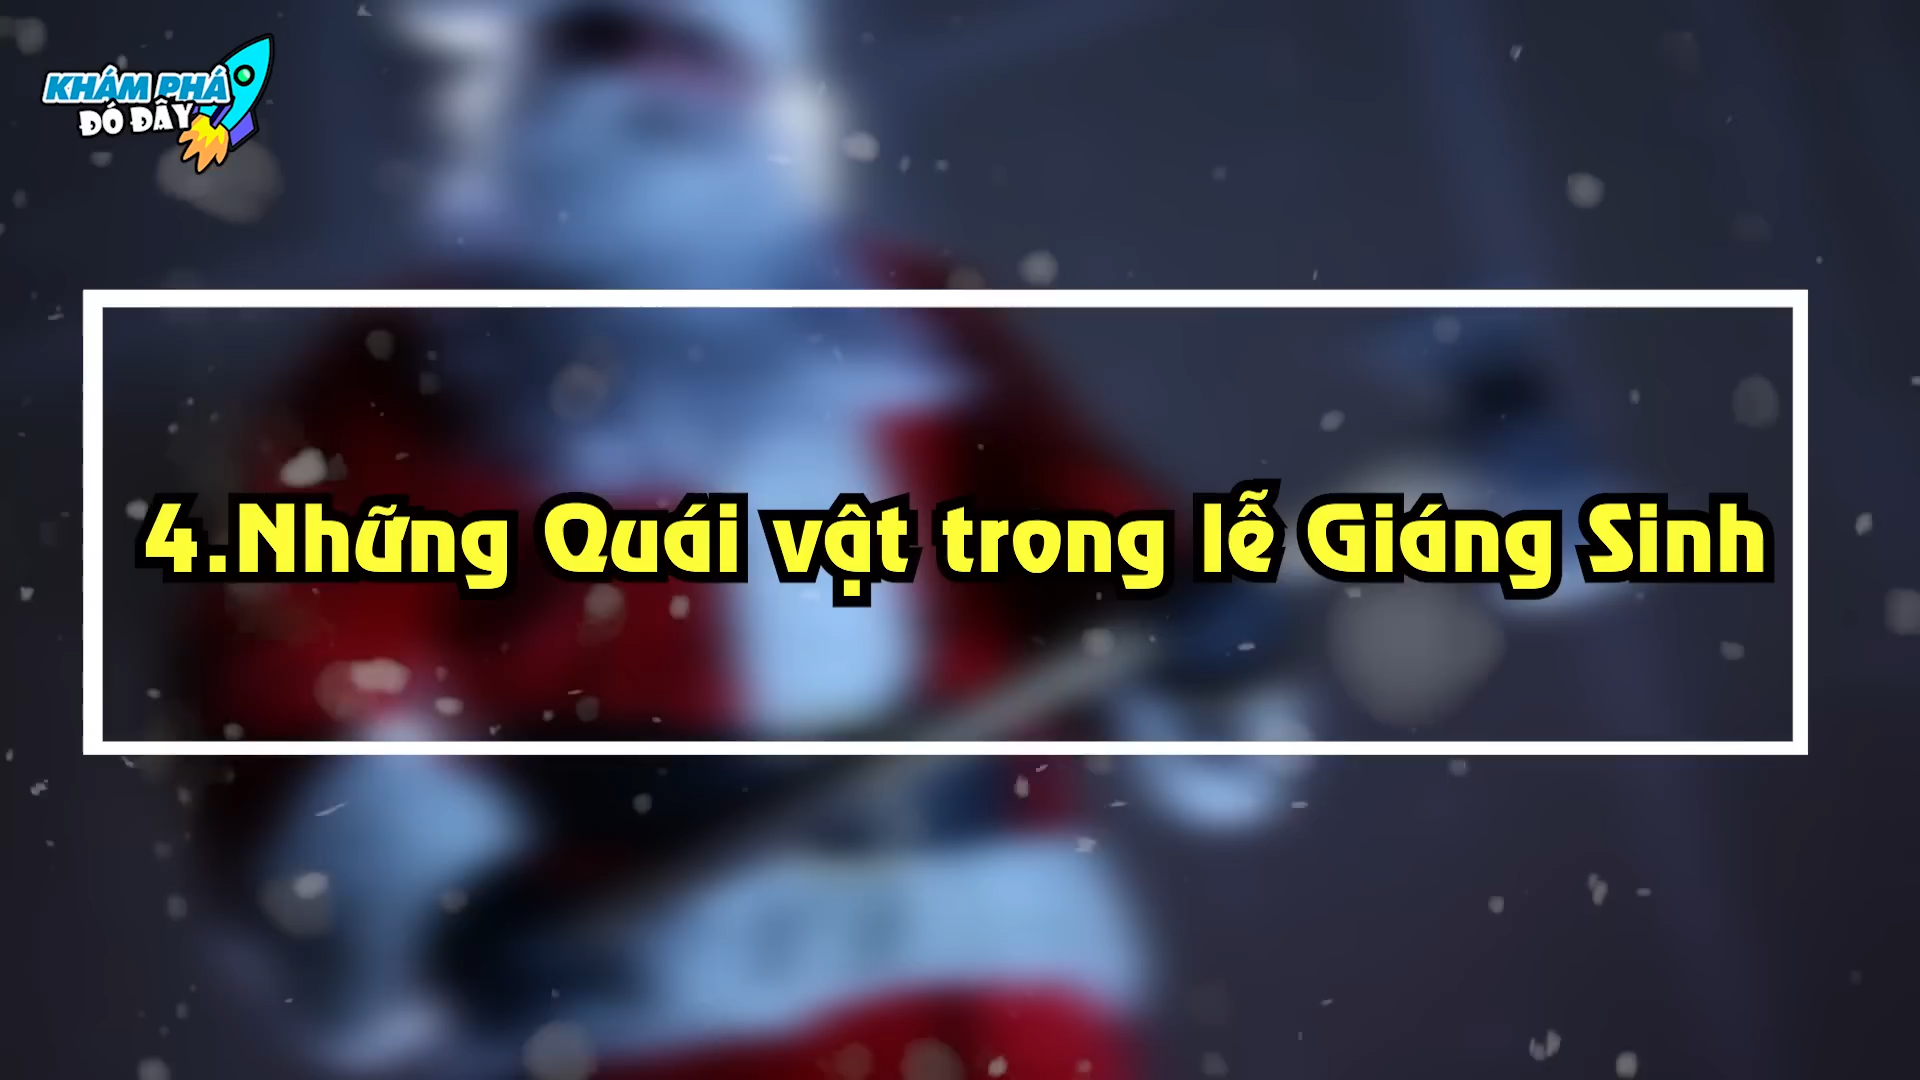 KHÁM PHÁ
ĐÓ ĐÂY
4.Những Quái vật trong lễ Giáng Sinh